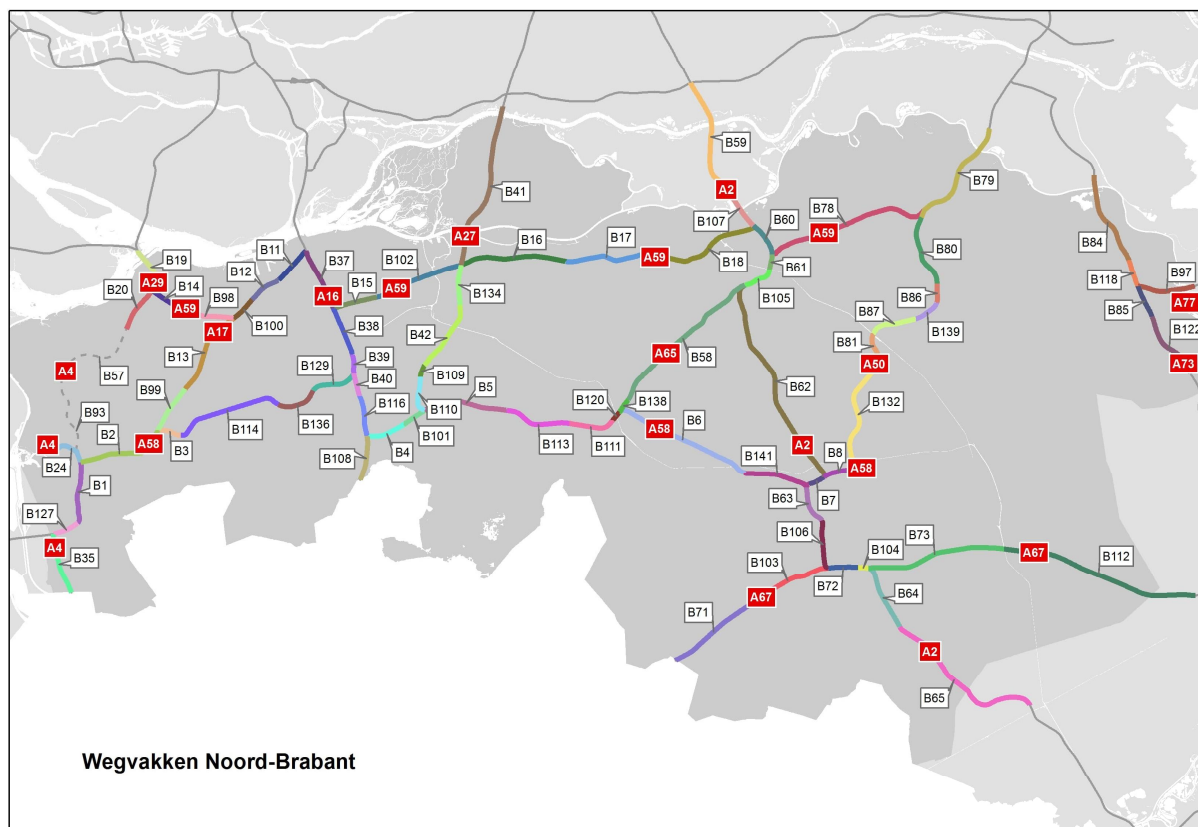 B59
B79
A2
B41
B107
B60
B78
A59
B84
A27
B16
B17
A59
B18
B61
B80
B11
B37
B102
B19
B12
B15
A59
B134
B105
B118
B97
A77
A29
B14
B98
A16
B20
A59
A17
B100
B38
B86
B87
B139
B85
B122
A73
B42
B58
A65
B81
A50
B13
B129
B39
B40
B109
B5
A4
B57
B62
B132
B99
B93
B114
B136
B116
B110
B101
B120
B138
A58
B6
B113
B111
A4
B2
A58
B3
B24
B108
B4
A2
B8
A58
B141
B7
B63
B1
B127
A4
B35
B106
B104
B73
A67
B112
B103
B72
B64
A67
B71
A2
B65
Wegvakken Noord-Brabant